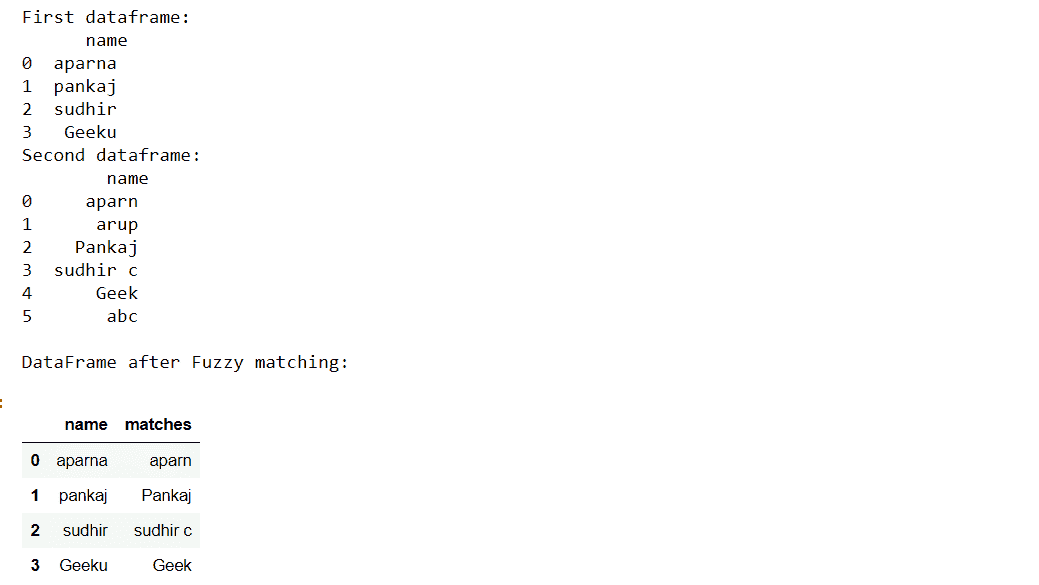 First dataframe:
name
0 aparna
1 pankaj
2 sudhir
3 Geeku
Second dataframe:
name
0 aparn
1 arup
2 Pankaj
3 sudhir c
4 Geek
5 abc
DataFrame after Fuzzy matching:
:
name matches
0 aparna aparn
1 pankaj Pankaj
2 sudhir sudhir c
3 Geeku Geek